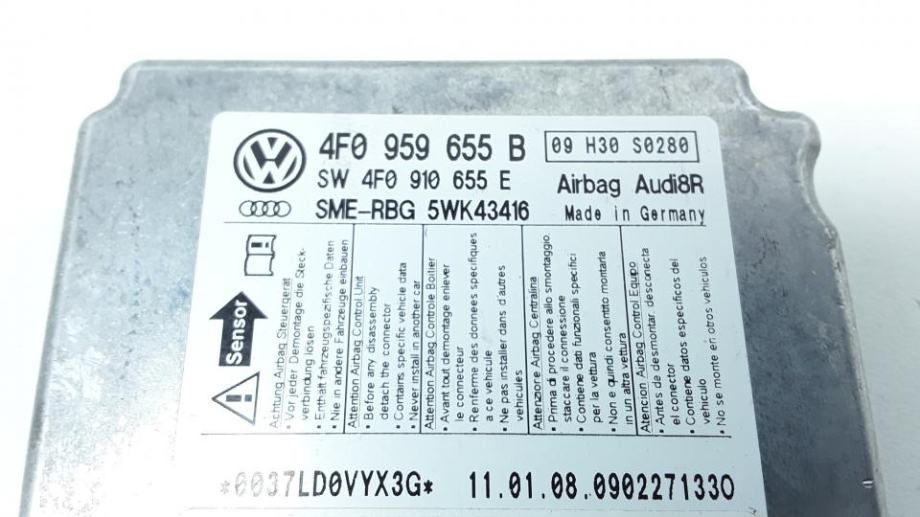 4F0 959 655 B
09 H30 S0280
SW 4F0 910 655 E
Airbag Audi8R
SME-RBG 5WK43416
Made in Germany
Sensor
Achtung Airbag Steuergerät
• Vor jeder Demontage die Steck-
verbindung lösen
• Enthält fahrzeugspezifische Daten
• Nie in andere Fahrzeuge einbauen
Attention Airbag Control Unit
• Before any disassembly
detach the connector
• Contains specific vehicle data
• Never install in another car
Attention Airbag Controle Boîtier
• Avant tout demontage enlever
le connecteur
• Renferme des données specifiques
a ce vehicule
• Ne pas installer dans d'autres
vehicules
Attenzione Airbag Centralina
• Prima di procedere allo smontaggio.
staccare il connessione
• Contiene dati funzionali specifici
per la vettura
• Non e quindi consentito montarla
in un altra vettura
Atencion Airbag Control Equipo
• Antes da desmontar, desconecta
el conector
• Contene datos especificos del
vehiculo
• No se monte en otros vehiculos
*0037LD0VYX3G*
11.01.08.0902271330